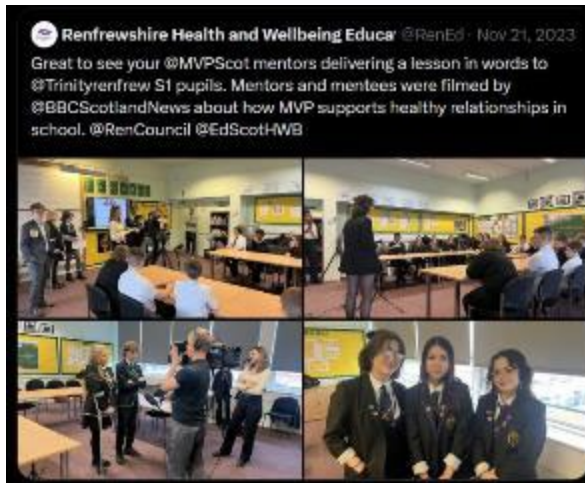 Renfrewshire Health and Wellbeing Educa @RenEd · Nov 21, 2023
Great to see your @MVPScot mentors delivering a lesson in words to
@Trinityrenfrew S1 pupils. Mentors and mentees were filmed by
@BBCScotlandNews about how MVP supports healthy relationships in
school. @RenCouncil @EdScotHWB